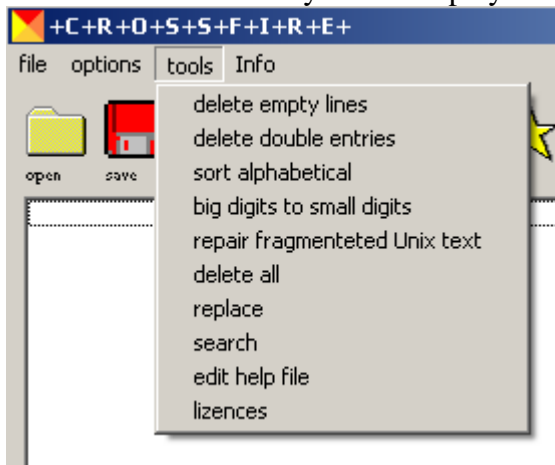 +C+R+O+S+S+F+I+R+E+
file options tools Info
open save
delete empty lines
delete double entries
sort alphabetical
big digits to small digits
repair fragmenteted Unix text
delete all
replace
search
edit help file
lizences